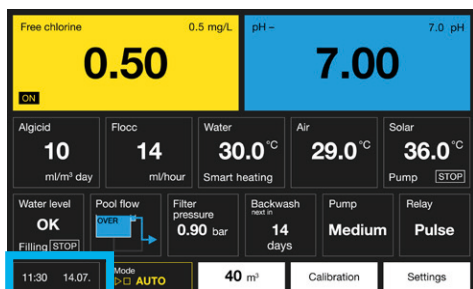 Free chlorine 0.5 mg/L pH – 7.0 pH
0.50 7.00
ON
Algicid Flocc Water Air Solar
10 14 30.0°C 29.0°C 36.0°C
ml/m³ day ml/hour Smart heating Pump STOP
Water level Pool flow Filter pressure Backwash next in Pump Relay
OK OVER 0.90 bar 14 days Medium Pulse
Filling STOP
11:30 14.07. Mode AUTO 40 m³ Calibration Settings